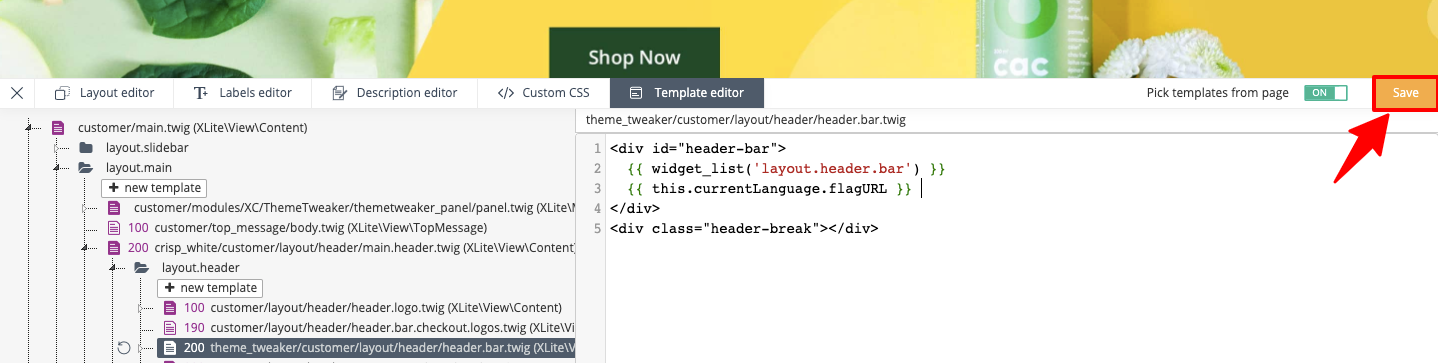 Shop Now
cac
Layout editor
Labels editor
Description editor
Custom CSS
Template editor
Pick templates from page
ON
Save
customer/main.twig (XLite\View\Content)
layout.slidebar
layout.main
+ new template
customer/modules/XC/ThemeTweaker/themetweaker_panel/panel.twig (XLite\
100 customer/top_message/body.twig (XLite\View\TopMessage)
200 crisp_white/customer/layout/header/main.header.twig (XLite\View\Content)
layout.header
+ new template
100 customer/layout/header/header.logo.twig (XLite\View\Content)
190 customer/layout/header/header.bar.checkout.logos.twig (XLite\Vi
200 theme_tweaker/customer/layout/header/header.bar.twig (XLite\V
theme_tweaker/customer/layout/header/header.bar.twig
1 <div id="header-bar">
2 {{ widget_list('layout.header.bar') }}
3 {{ this.currentLanguage.flagURL }}
4 </div>
5 <div class="header-break"></div>